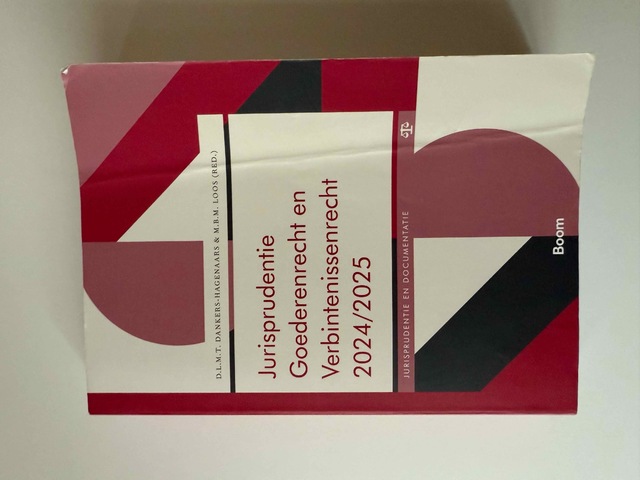 D.L.M.T. DANKERS-HAGENAARS & M.B.M. LOOS (RED.)
Jurisprudentie
Goederenrecht en
Verbintenissenrecht
2024/2025
JURISPRUDENTIE EN DOCUMENTATIE
Boom